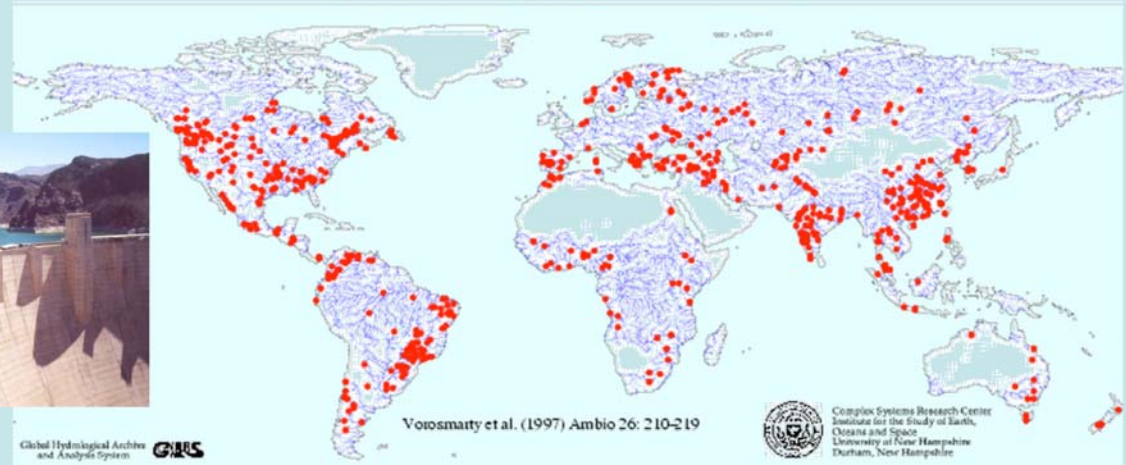 Vorosmarty et al. (1997) Ambio 26: 210-219
Global Hydrological Archive
and Analysis System
Complex Systems Research Center
Institute for the Study of Earth,
Oceans and Space
University of New Hampshire
Durham, New Hampshire